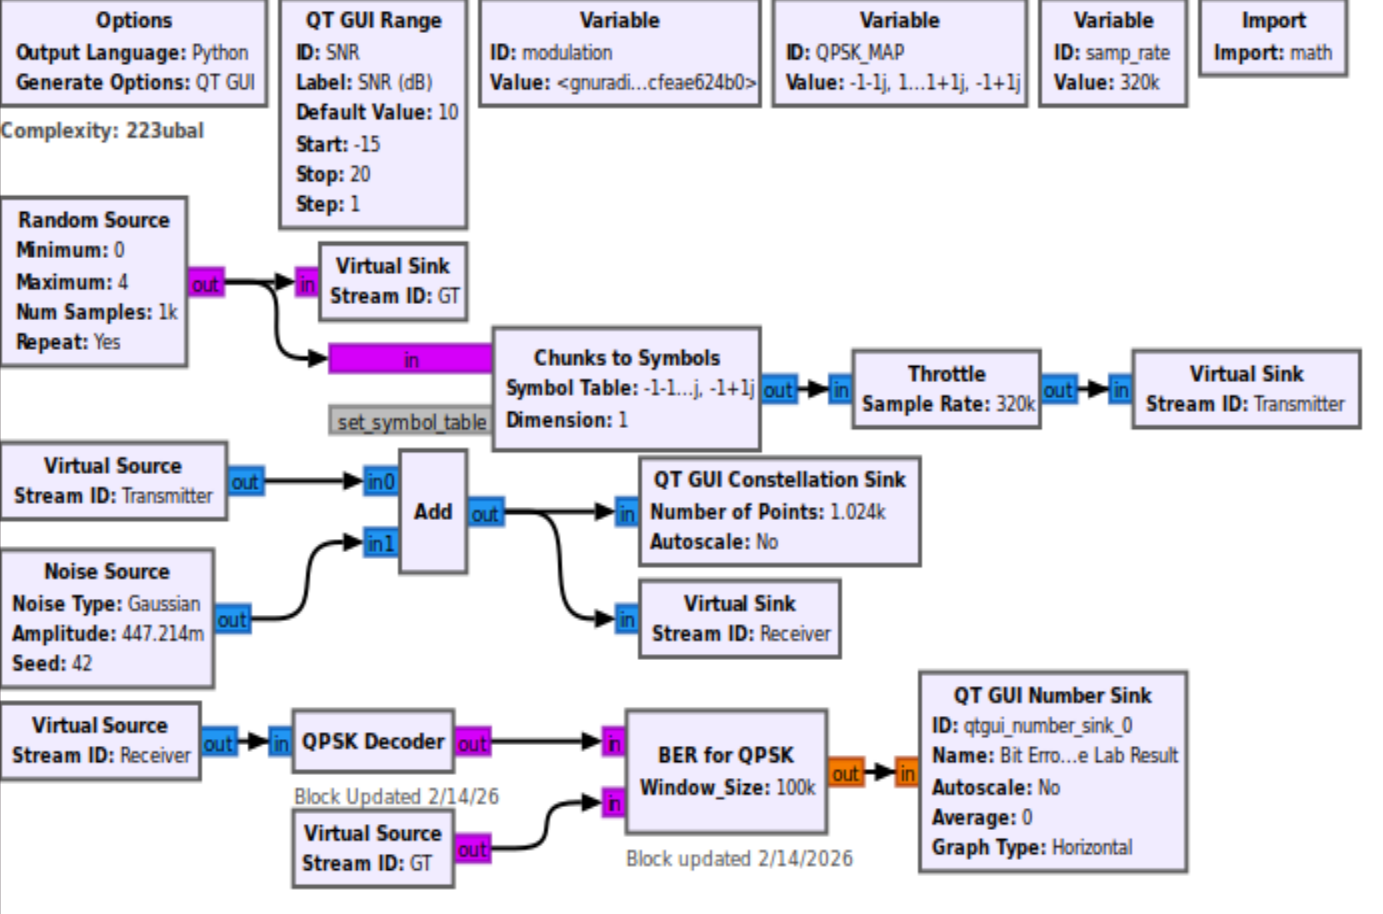 Options
Output Language: Python
Generate Options: QT GUI
Complexity: 223ubal
QT GUI Range
ID: SNR
Label: SNR (dB)
Default Value: 10
Start: -15
Stop: 20
Step: 1
Variable
ID: modulation
Value: <gnuradi...cfeae624b0>
Variable
ID: QPSK_MAP
Value: -1-1j, 1...1+1j, -1+1j
Variable
ID: samp_rate
Value: 320k
Import
Import: math
Random Source
Minimum: 0
Maximum: 4
Num Samples: 1k
Repeat: Yes
out
in
Virtual Sink
Stream ID: GT
in
set_symbol_table
Chunks to Symbols
Symbol Table: -1-1...j, -1+1j
Dimension: 1
out
in
Throttle
Sample Rate: 320k
out
in
Virtual Sink
Stream ID: Transmitter
Virtual Source
Stream ID: Transmitter
out
Noise Source
Noise Type: Gaussian
Amplitude: 447.214m
Seed: 42
out
in0
in1
Add
out
in
QT GUI Constellation Sink
Number of Points: 1.024k
Autoscale: No
in
Virtual Sink
Stream ID: Receiver
Virtual Source
Stream ID: Receiver
out
in
QPSK Decoder
out
Block Updated 2/14/26
Virtual Source
Stream ID: GT
out
in
in
BER for QPSK
Window_Size: 100k
out
Block updated 2/14/2026
in
QT GUI Number Sink
ID: qtgui_number_sink_0
Name: Bit Erro...e Lab Result
Autoscale: No
Average: 0
Graph Type: Horizontal